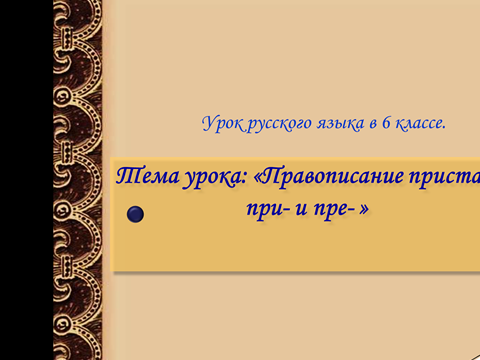 Урок русского языка в 6 классе.
Тема урока: «Правописание приста
при- и пре- »